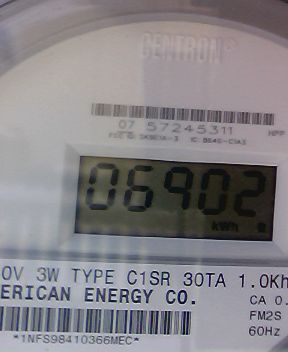 CENTRON®
07 57245311
HPP
06902
kWh
0V 3W TYPE C1SR 30TA 1.0Kh
ERICAN ENERGY CO.
CA 0.
FM2S
60Hz
*1NFS98410366MEC*